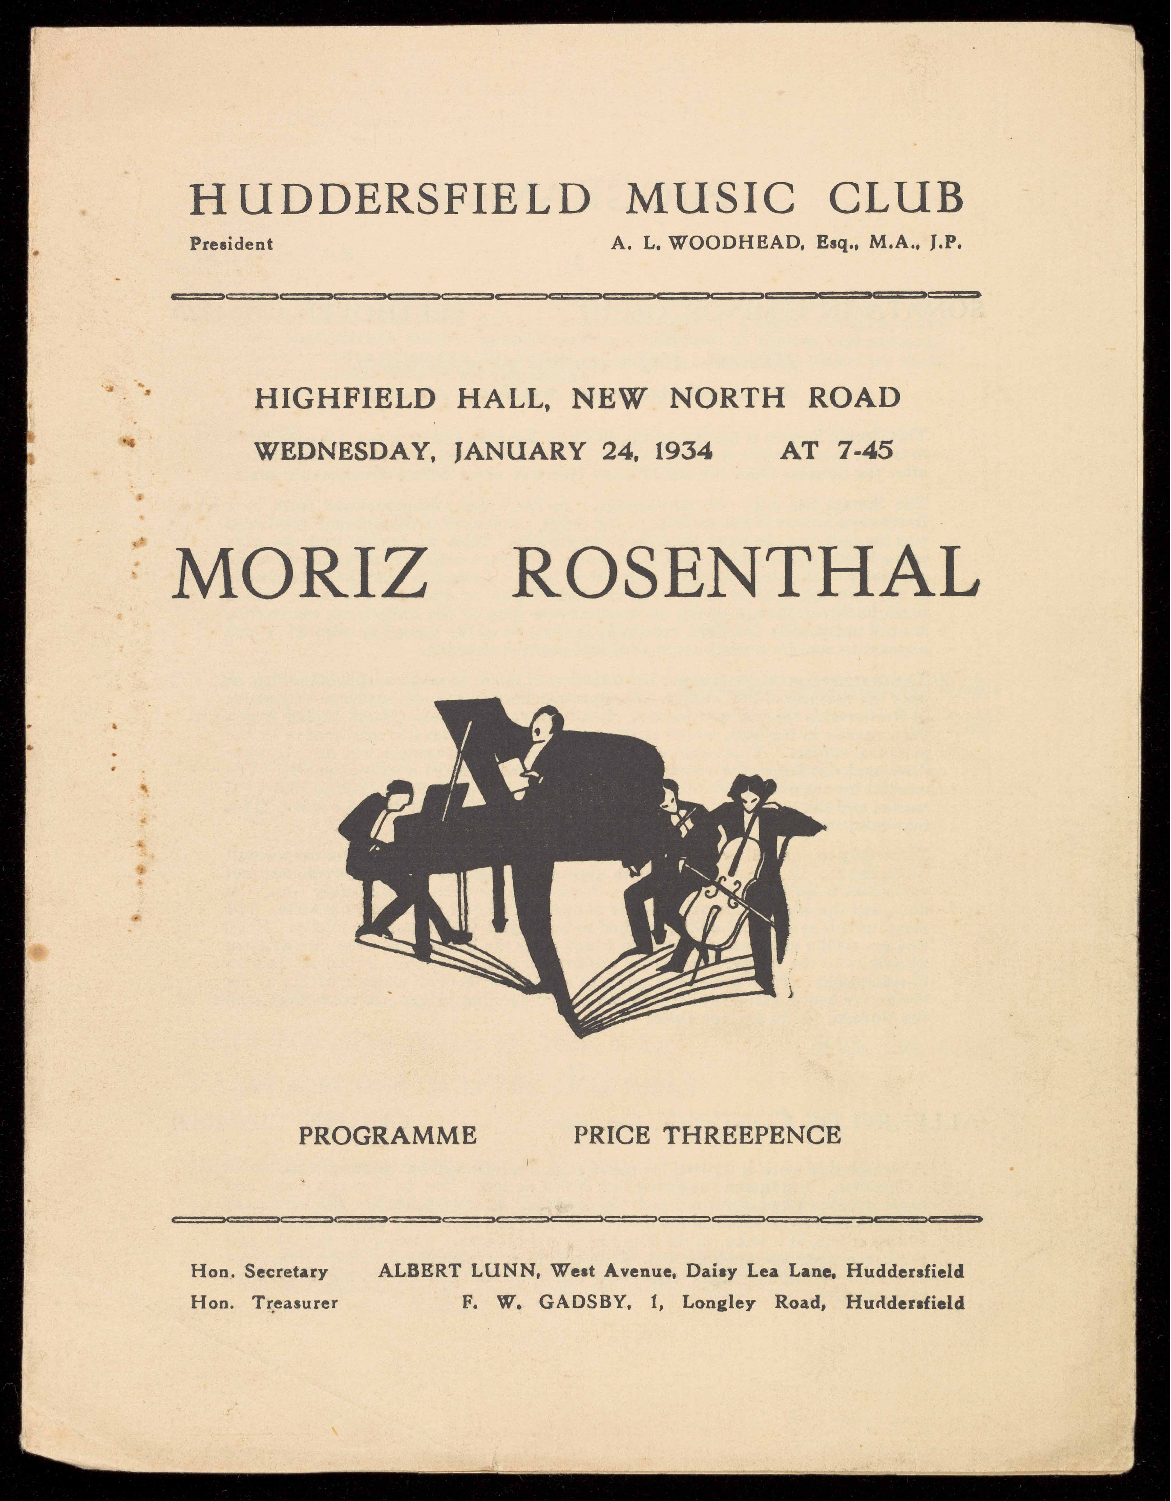 HUDDERSFIELD MUSIC CLUB
President A. L. WOODHEAD, Esq., M.A., J.P.
HIGHFIELD HALL, NEW NORTH ROAD
WEDNESDAY, JANUARY 24, 1934 AT 7-45
MORIZ ROSENTHAL
PROGRAMME PRICE THREEPENCE
Hon. Secretary ALBERT LUNN, West Avenue, Daisy Lea Lane, Huddersfield
Hon. Treasurer F. W. GADSBY, 1, Longley Road, Huddersfield